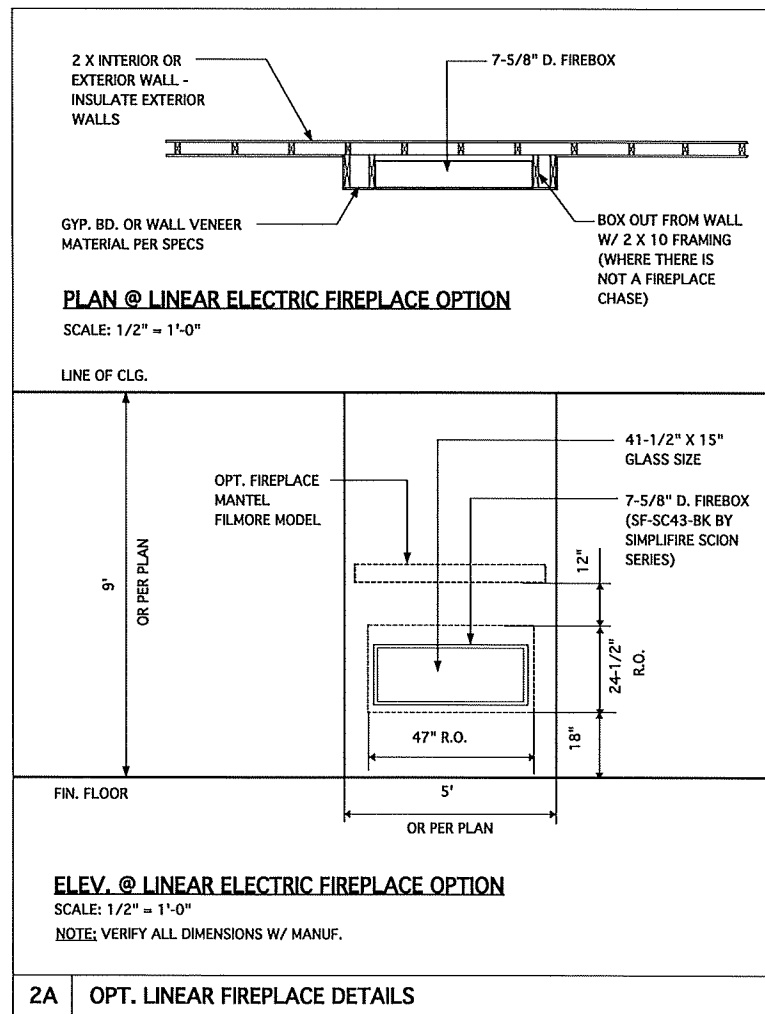 2 X INTERIOR OR
EXTERIOR WALL -
INSULATE EXTERIOR
WALLS
7-5/8" D. FIREBOX
GYP. BD. OR WALL VENEER
MATERIAL PER SPECS
BOX OUT FROM WALL
W/ 2 X 10 FRAMING
(WHERE THERE IS
NOT A FIREPLACE
CHASE)
PLAN @ LINEAR ELECTRIC FIREPLACE OPTION
SCALE: 1/2" = 1'-0"
LINE OF CLG.
41-1/2" X 15"
GLASS SIZE
OPT. FIREPLACE
MANTEL
FILMORE MODEL
7-5/8" D. FIREBOX
(SF-SC43-BK BY
SIMPLIFIRE SCION
SERIES)
9'
OR PER PLAN
12"
24-1/2"
R.O.
18"
47" R.O.
FIN. FLOOR
5'
OR PER PLAN
ELEV. @ LINEAR ELECTRIC FIREPLACE OPTION
SCALE: 1/2" = 1'-0"
NOTE: VERIFY ALL DIMENSIONS W/ MANUF.
2A OPT. LINEAR FIREPLACE DETAILS